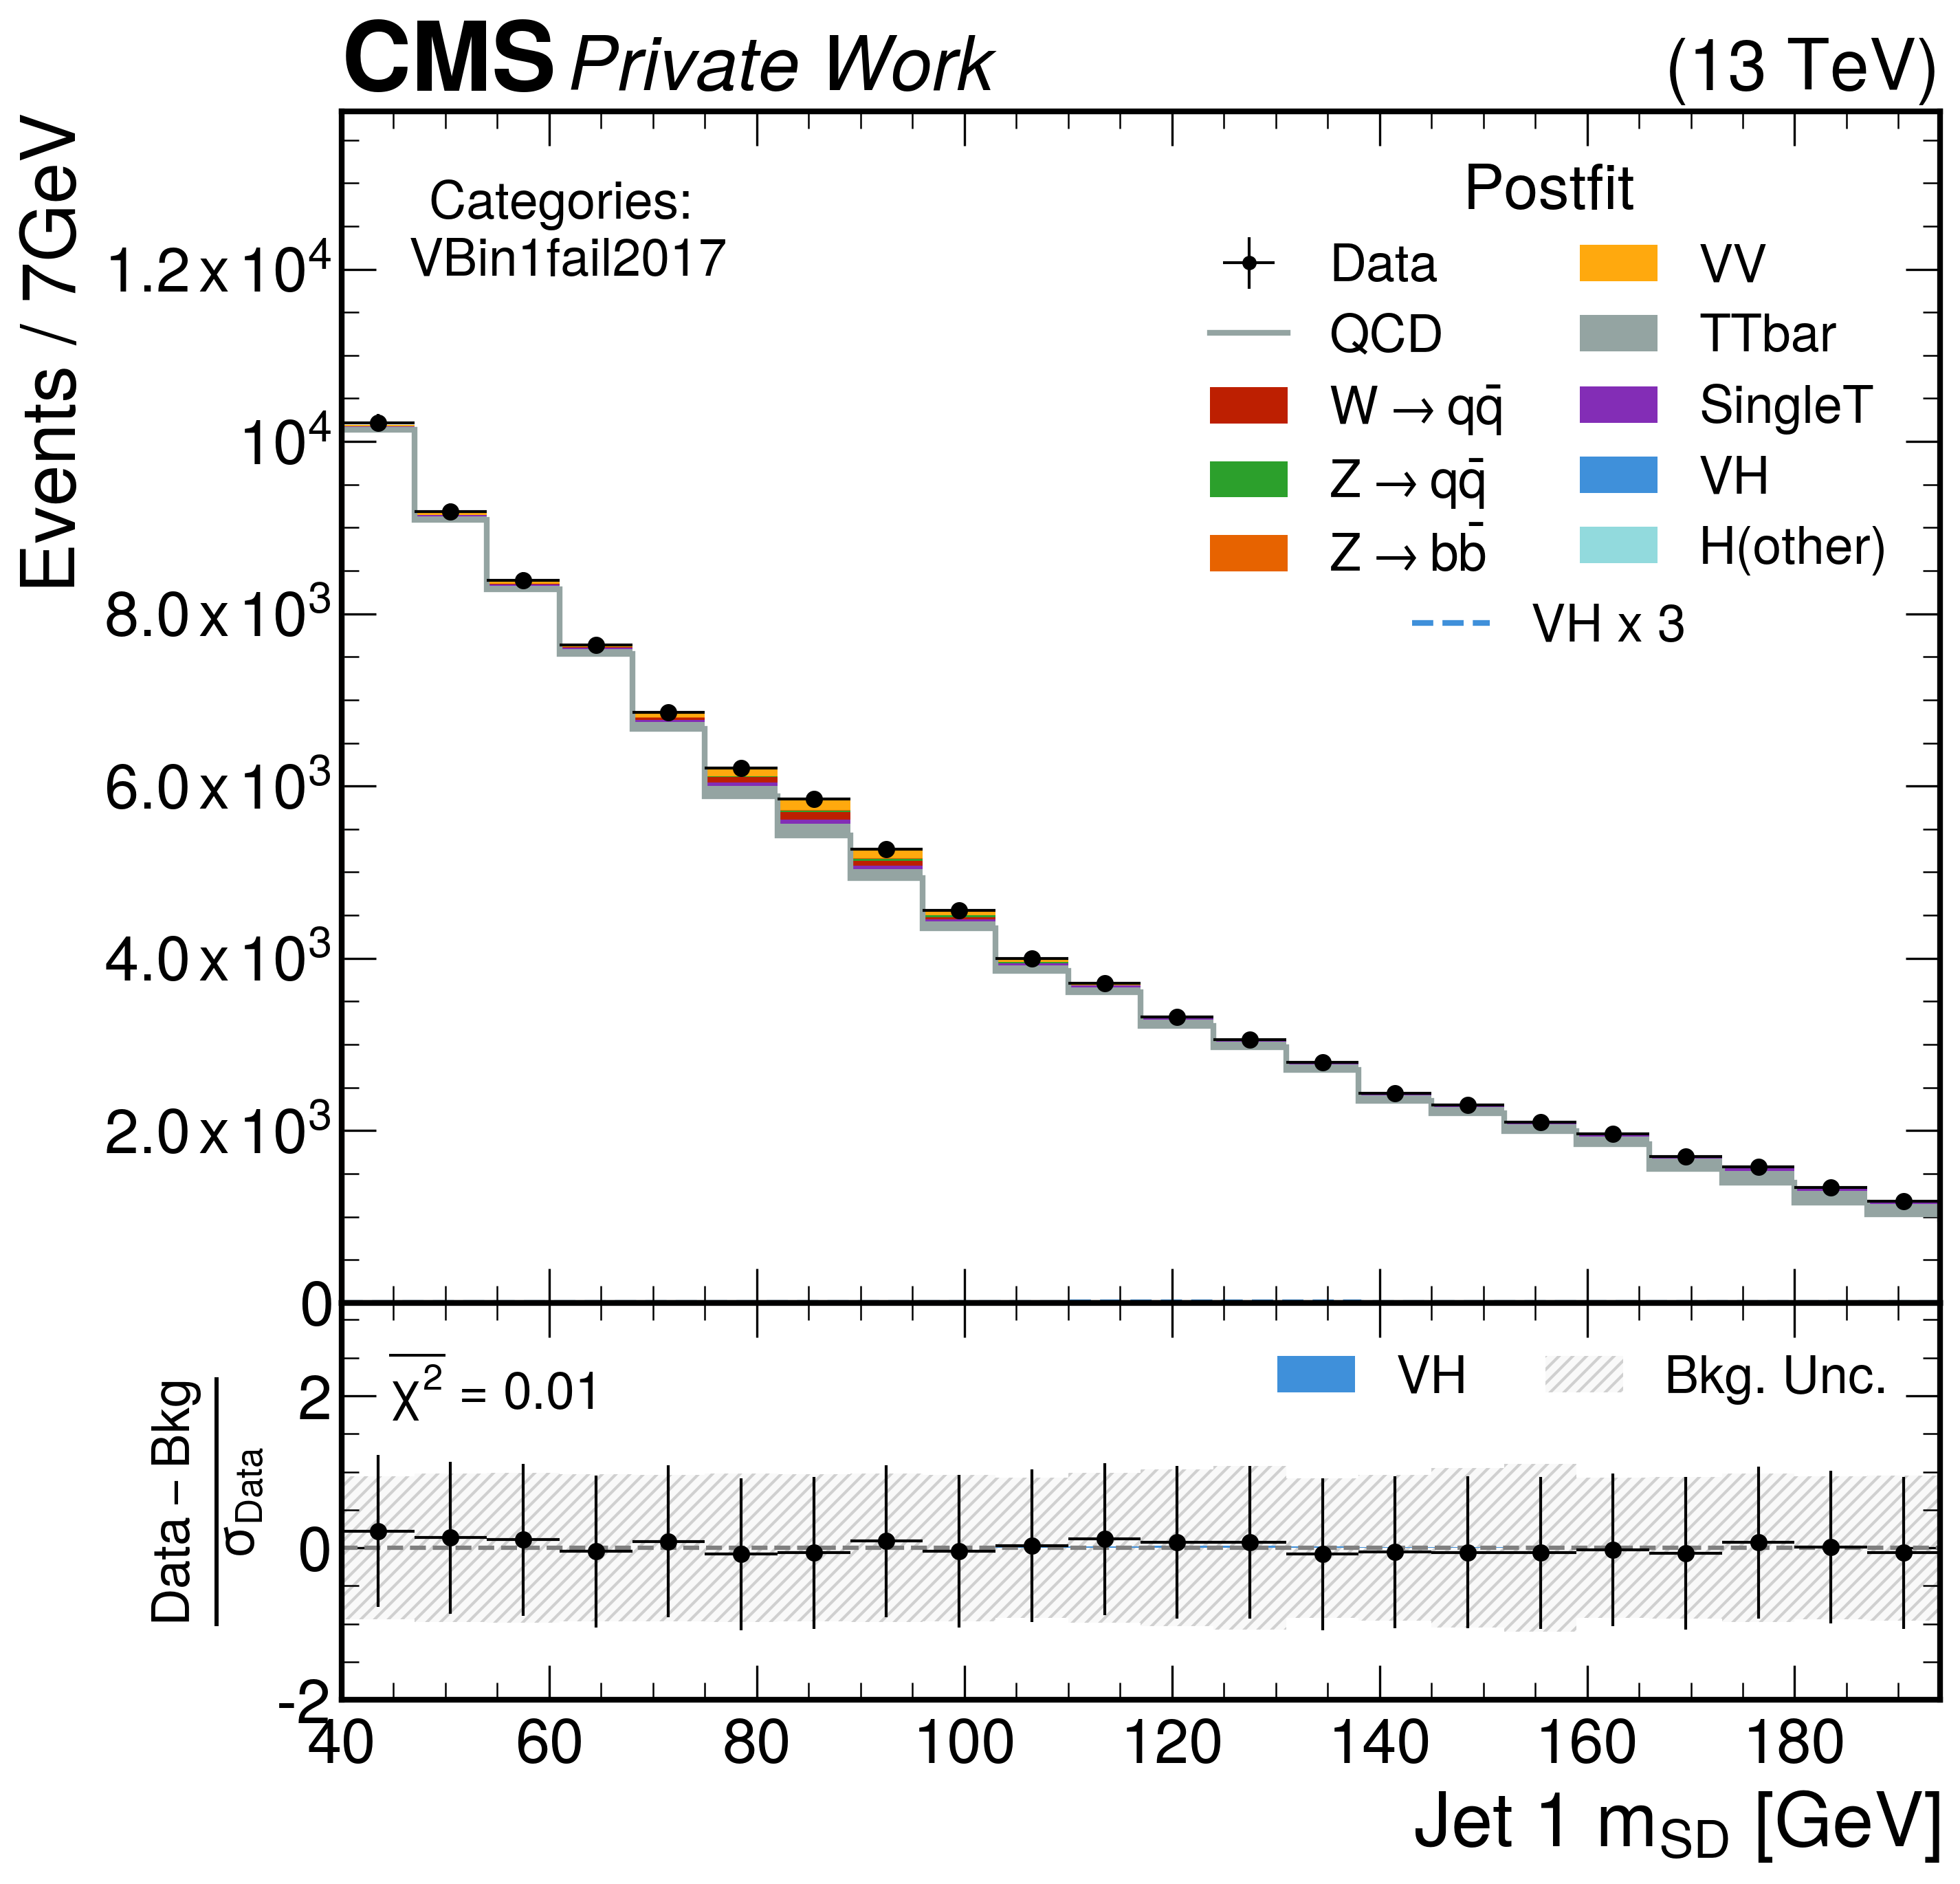 CMS Private Work (13 TeV)
Events / 7GeV
Categories:
VBin1fail2017
Postfit
Data
QCD
W → qq̄
Z → qq̄
Z → bb̄
VV
TTbar
SingleT
VH
H(other)
VH x 3
1.2 x 10⁴
10⁴
8.0 x 10³
6.0 x 10³
4.0 x 10³
2.0 x 10³
0
χ² = 0.01
VH
Bkg. Unc.
Data − Bkg
σ_Data
2
0
-2
40 60 80 100 120 140 160 180
Jet 1 m_SD [GeV]